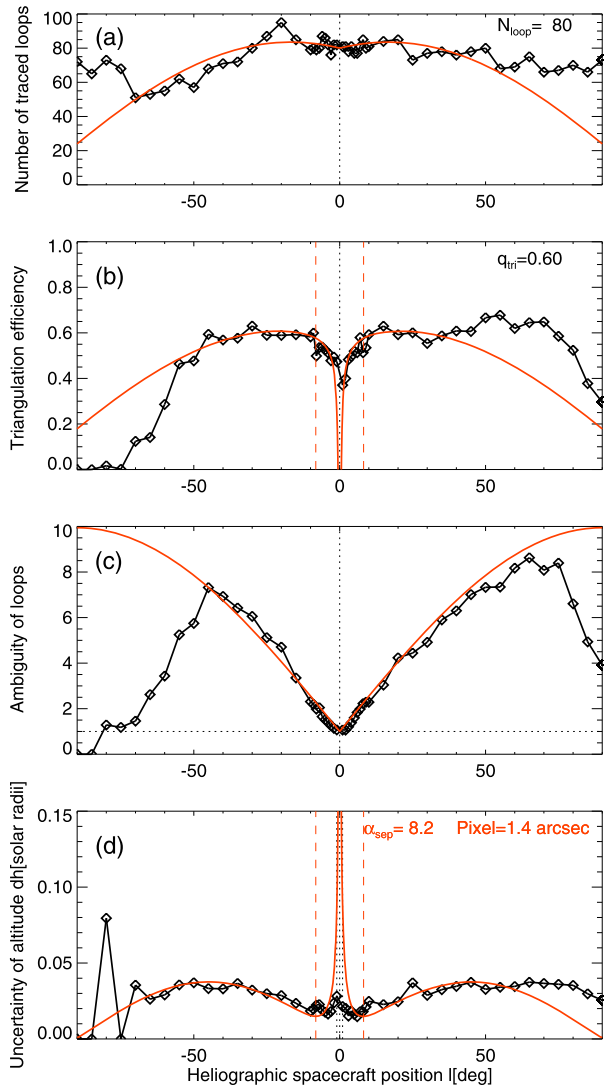 (a)
N_loop= 80
Number of traced loops
100
80
60
40
20
0
-50 0 50
(b)
q_tri=0.60
Triangulation efficiency
1.0
0.8
0.6
0.4
0.2
0.0
-50 0 50
(c)
Ambiguity of loops
10
8
6
4
2
0
-50 0 50
(d)
α_sep= 8.2 Pixel=1.4 arcsec
Uncertainty of altitude dh[solar radii]
0.15
0.10
0.05
0.00
-50 0 50
Heliographic spacecraft position l[deg]